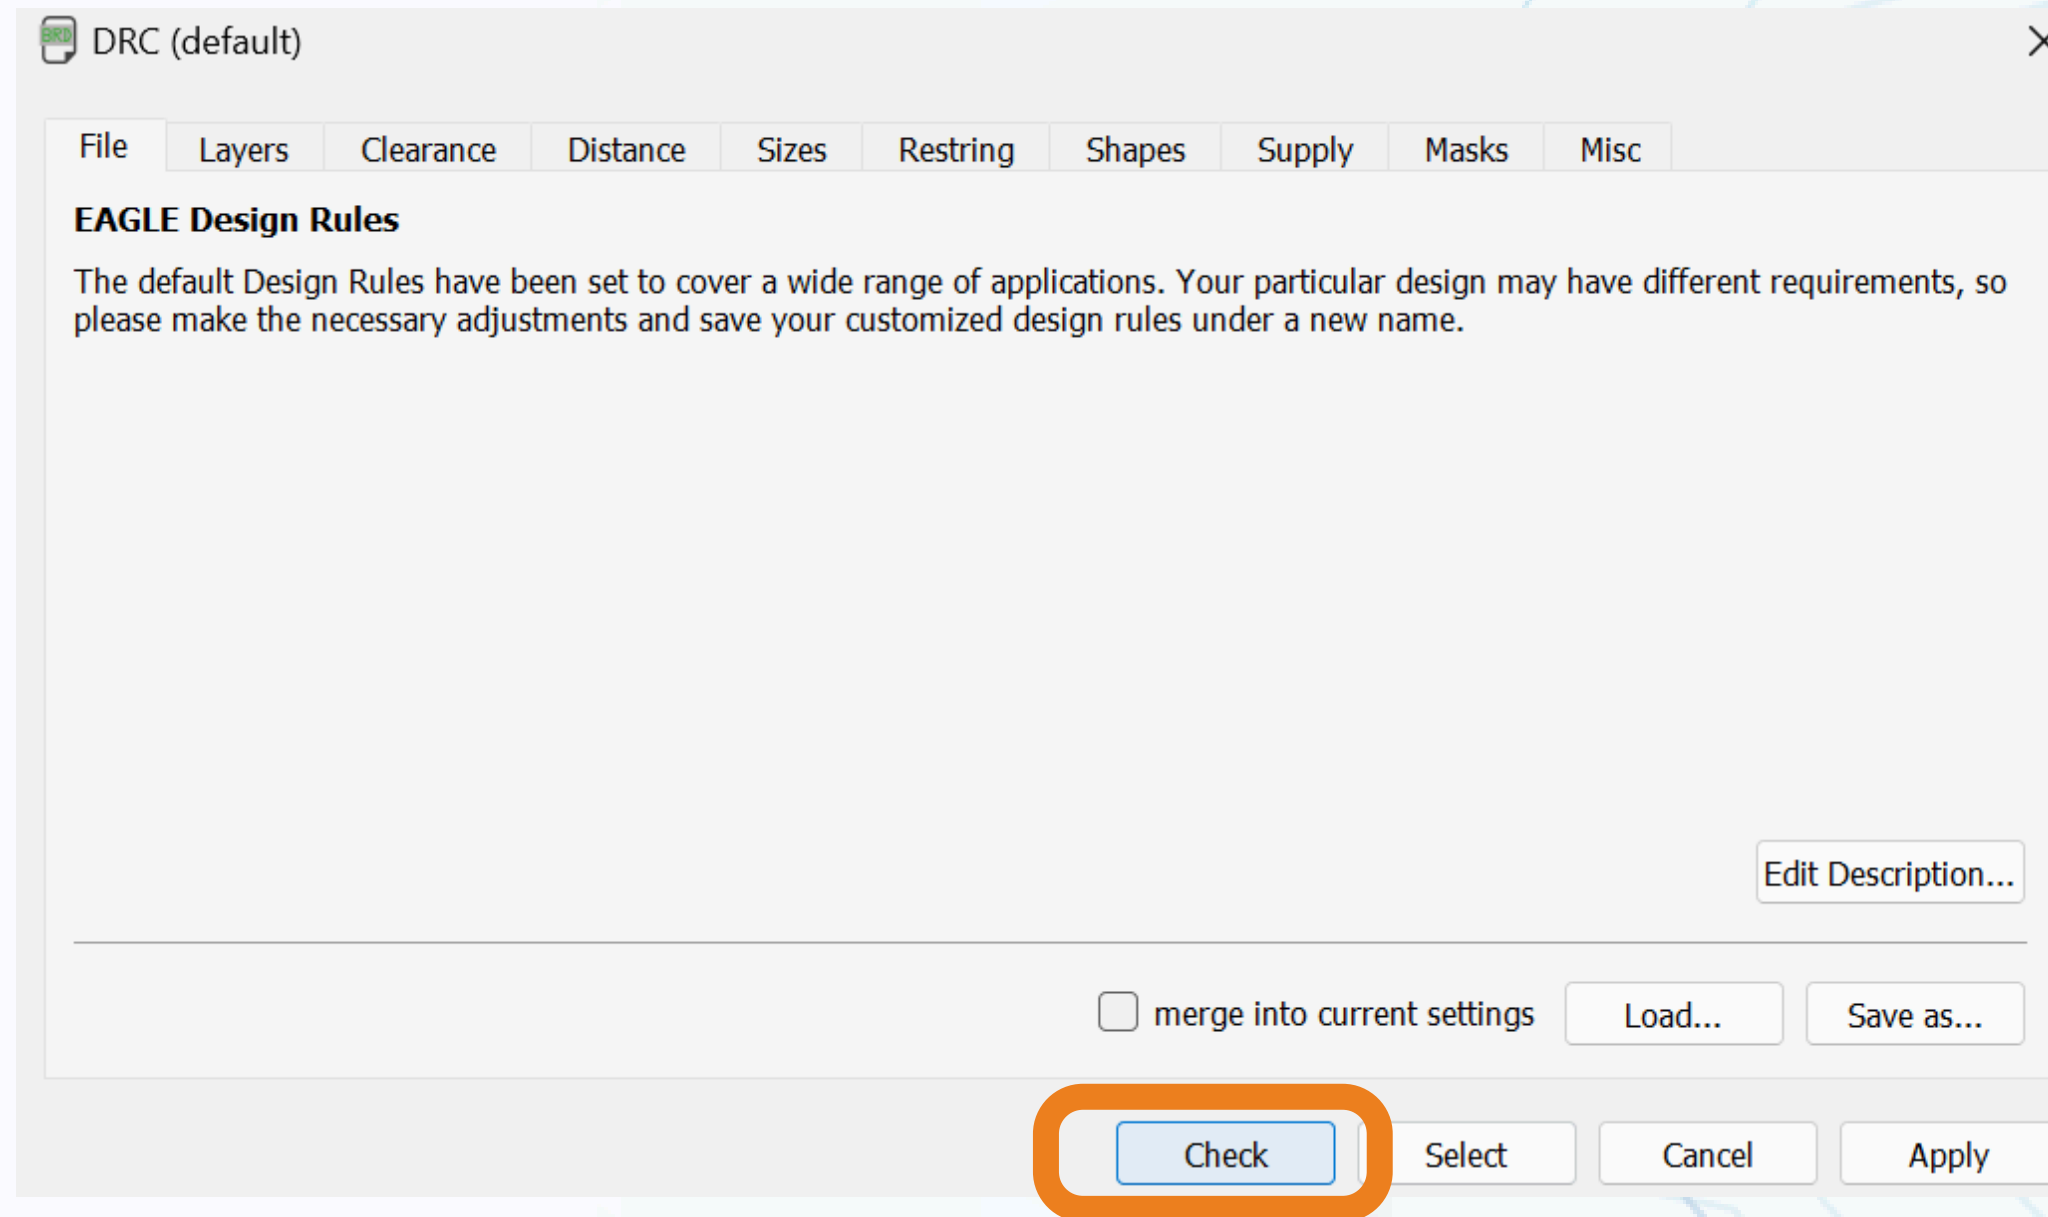 BRD
DRC (default)
File Layers Clearance Distance Sizes Restring Shapes Supply Masks Misc
EAGLE Design Rules
The default Design Rules have been set to cover a wide range of applications. Your particular design may have different requirements, so
please make the necessary adjustments and save your customized design rules under a new name.
Edit Description...
merge into current settings Load... Save as...
Check Select Cancel Apply